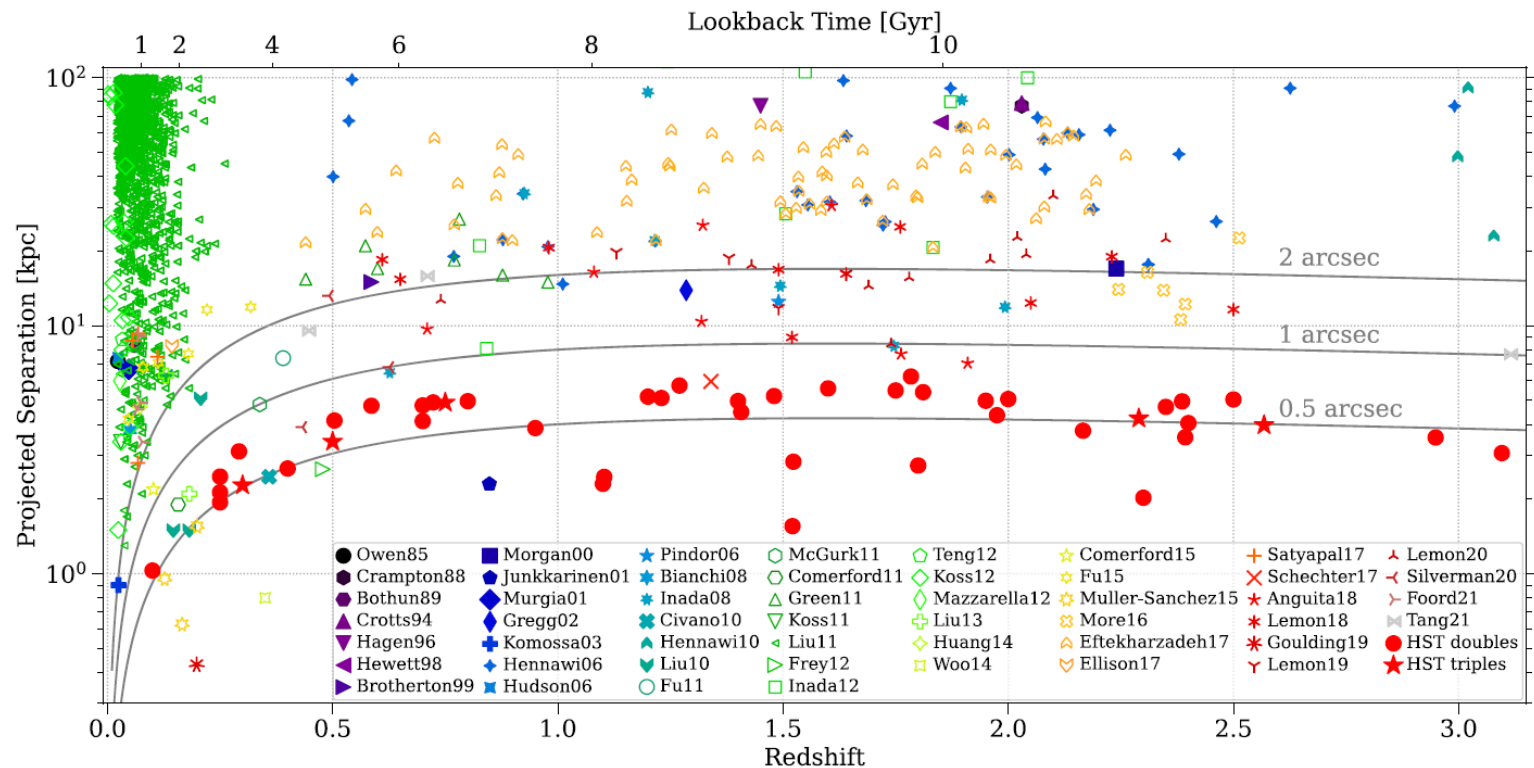 Lookback Time [Gyr]
1 2 4 6 8 10
Projected Separation [kpc]
10²
10¹
10⁰
2 arcsec
1 arcsec
0.5 arcsec
Owen85
Crampton88
Bothun89
Crotts94
Hagen96
Hewett98
Brotherton99
Morgan00
Junkkarinen01
Murgia01
Gregg02
Komossa03
Hennawi06
Hudson06
Pindor06
Bianchi08
Inada08
Civano10
Hennawi10
Liu10
Fu11
McGurk11
Comerford11
Green11
Koss11
Liu11
Frey12
Inada12
Teng12
Koss12
Mazzarella12
Liu13
Huang14
Woo14
Comerford15
Fu15
Muller-Sanchez15
More16
Eftekharzadeh17
Ellison17
Satyapal17
Schechter17
Anguita18
Lemon18
Goulding19
Lemon19
Lemon20
Silverman20
Foord21
Tang21
HST doubles
HST triples
0.0 0.5 1.0 1.5 2.0 2.5 3.0
Redshift